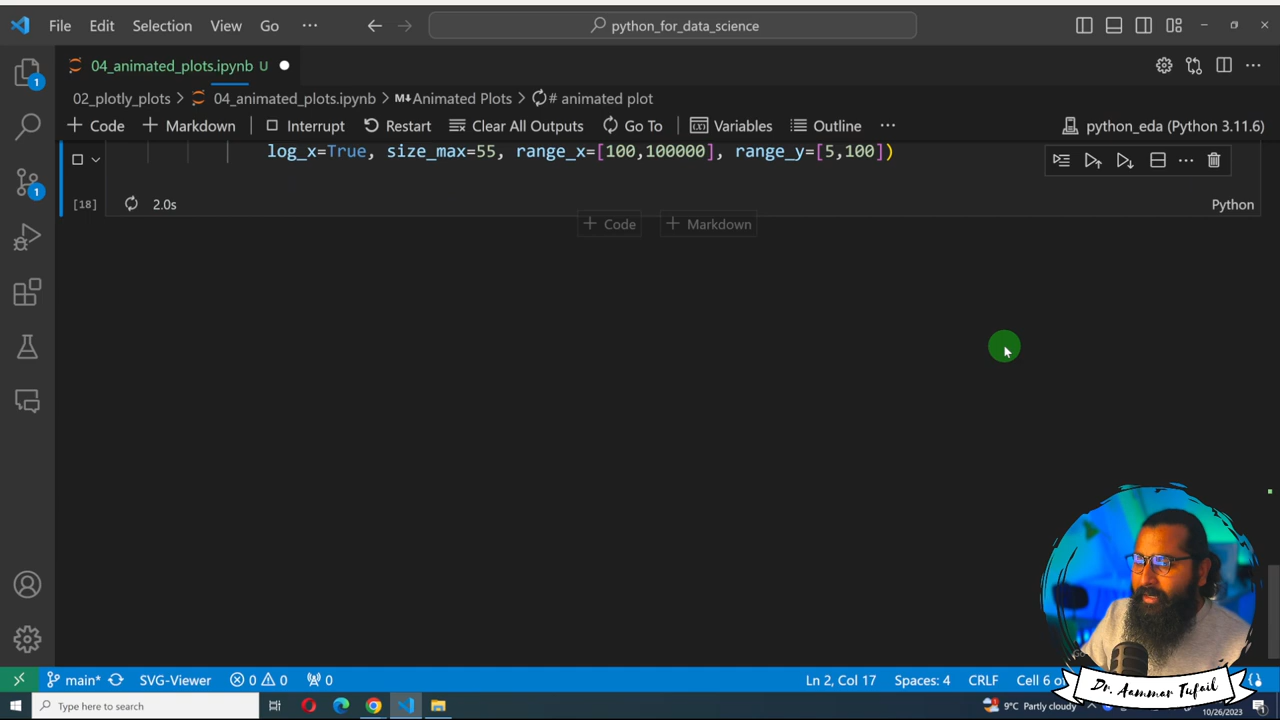 File Edit Selection View Go ··· python_for_data_science
04_animated_plots.ipynb U
02_plotly_plots > 04_animated_plots.ipynb > M↓Animated Plots > # animated plot
+ Code + Markdown Interrupt Restart Clear All Outputs Go To Variables Outline ··· python_eda (Python 3.11.6)
log_x=True, size_max=55, range_x=[100,100000], range_y=[5,100])
[18] 2.0s Python
+ Code + Markdown
main* SVG-Viewer 0 0 0 Ln 2, Col 17 Spaces: 4 CRLF Cell 6
Dr. Aammar Tufail
Type here to search 9°C Partly cloudy
10/26/2023